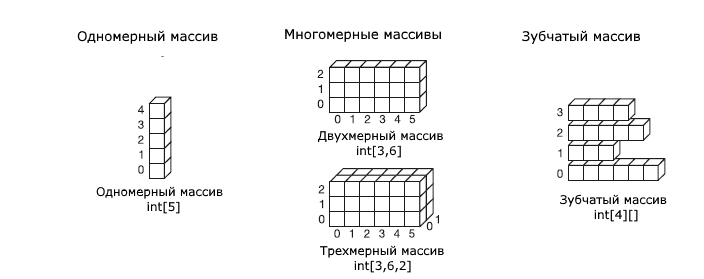 Одномерный массив
Многомерные массивы
Зубчатый массив
4
3
2
1
0
Одномерный массив
int[5]
2
1
0
0 1 2 3 4 5
Двухмерный массив
int[3,6]
2
1
0
0 1 2 3 4 5
0
1
Трехмерный массив
int[3,6,2]
3
2
1
0
Зубчатый массив
int[4][]